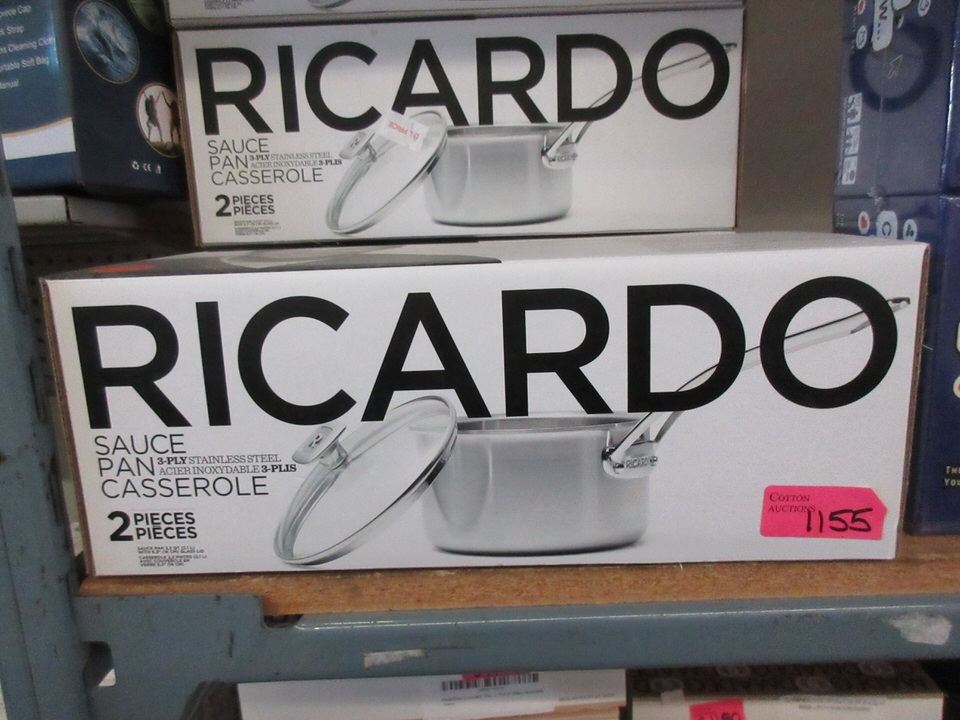 RICARDO
SAUCE
PAN 3-PLY STAINLESS STEEL
ACIER INOXYDABLE 3-PLIS
CASSEROLE
2 PIECES
PIÈCES
RICARDO
SAUCE
PAN 3-PLY STAINLESS STEEL
ACIER INOXYDABLE 3-PLIS
CASSEROLE
RICARDO
2 PIECES
PIÈCES
COTTON
AUCTIONS
1155